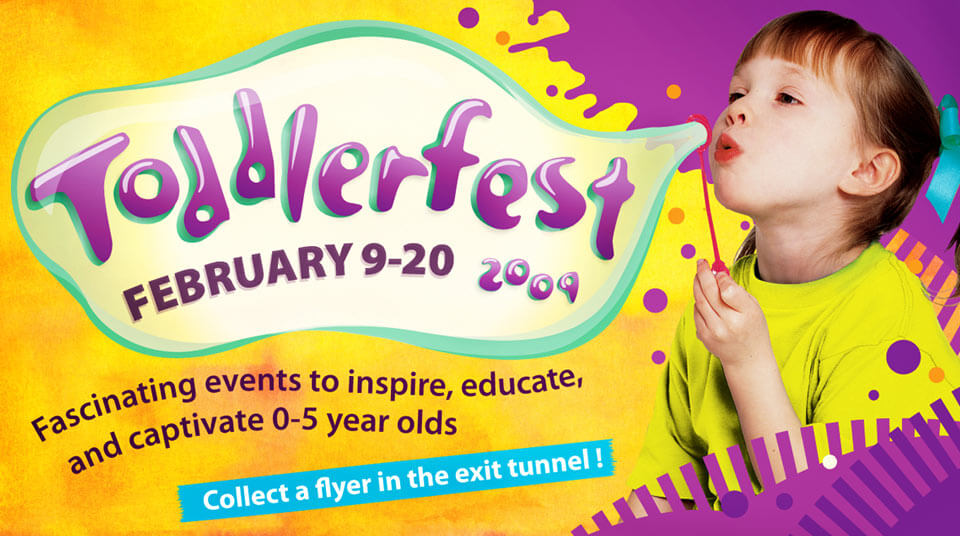 Toddlerfest
FEBRUARY 9-20 2009
Fascinating events to inspire, educate,
and captivate 0-5 year olds
Collect a flyer in the exit tunnel !